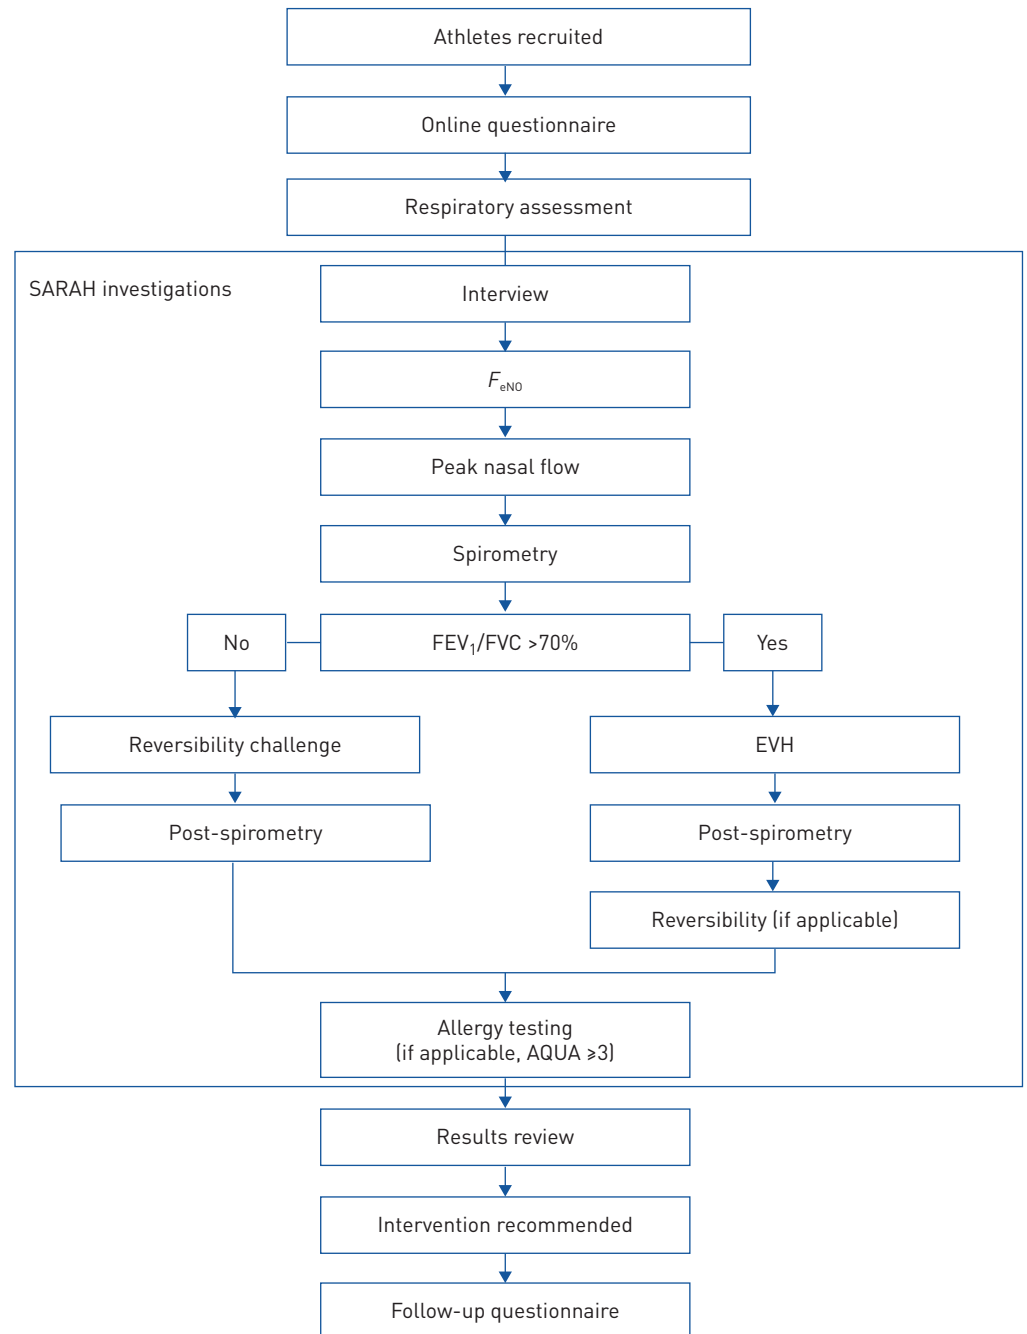 Athletes recruited
Online questionnaire
Respiratory assessment
SARAH investigations
Interview
FeNO
Peak nasal flow
Spirometry
No
FEV₁/FVC >70%
Yes
Reversibility challenge
EVH
Post-spirometry
Post-spirometry
Reversibility (if applicable)
Allergy testing
(if applicable, AQUA ⩾3)
Results review
Intervention recommended
Follow-up questionnaire